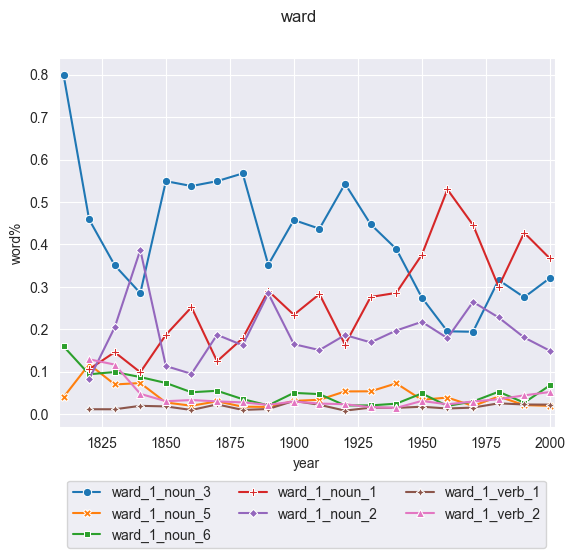 ward
0.8
0.7
0.6
0.5
0.4
0.3
0.2
0.1
0.0
word%
1825 1850 1875 1900 1925 1950 1975 2000
year
ward_1_noun_3 ward_1_noun_1 ward_1_verb_1
ward_1_noun_5 ward_1_noun_2 ward_1_verb_2
ward_1_noun_6